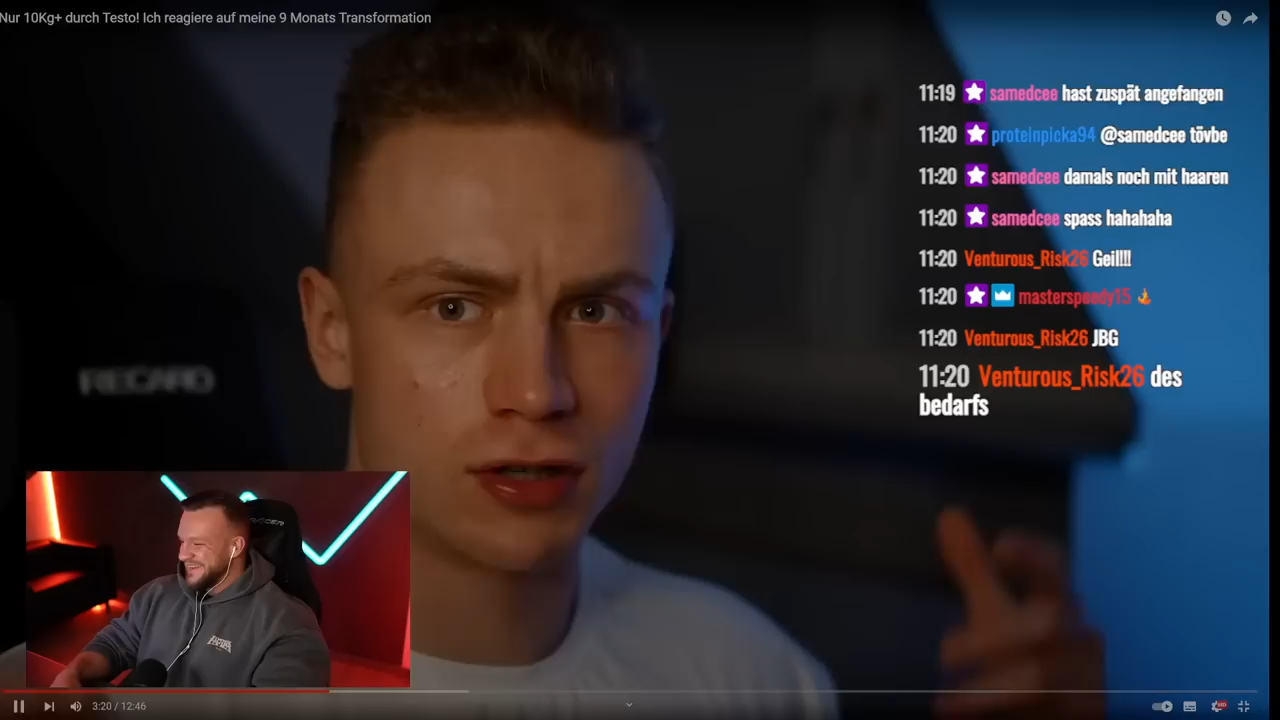 Nur 10Kg+ durch Testo! Ich reagiere auf meine 9 Monats Transformation
11:19 samedcee hast zuspät angefangen
11:20 proteinpicka94 @samedcee tövbe
11:20 samedcee damals noch mit haaren
11:20 samedcee spass hahahaha
11:20 Venturous_Risk26 Geil!!!
11:20 masterspeedy15
11:20 Venturous_Risk26 JBG
11:20 Venturous_Risk26 des
bedarfs
RECARO
3:20 / 12:46
HD